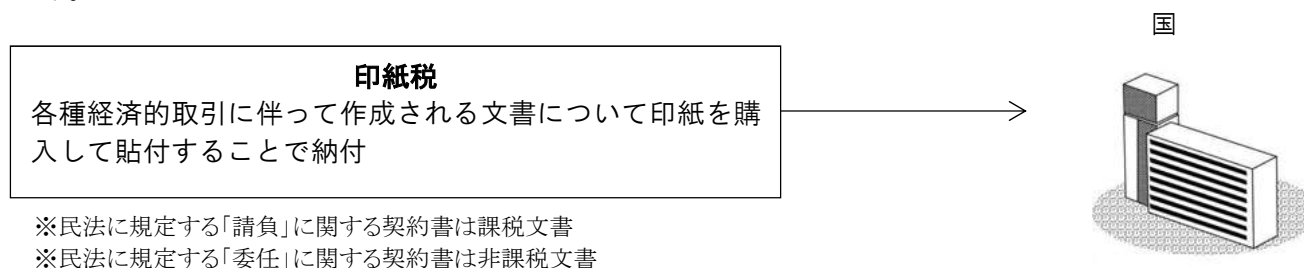 国
印紙税
各種経済的取引に伴って作成される文書について印紙を購
入して貼付することで納付
※民法に規定する「請負」に関する契約書は課税文書
※民法に規定する「委任」に関する契約書は非課税文書